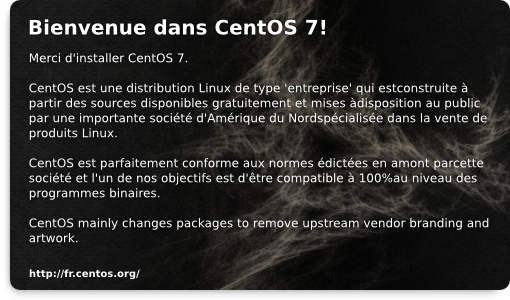 Bienvenue dans CentOS 7!
Merci d'installer CentOS 7.
CentOS est une distribution Linux de type 'entreprise' qui estconstruite à
partir des sources disponibles gratuitement et mises àdisposition au public
par une importante société d'Amérique du Nordspécialisée dans la vente de
produits Linux.
CentOS est parfaitement conforme aux normes édictées en amont parcette
société et l'un de nos objectifs est d'être compatible à 100%au niveau des
programmes binaires.
CentOS mainly changes packages to remove upstream vendor branding and
artwork.
http://fr.centos.org/